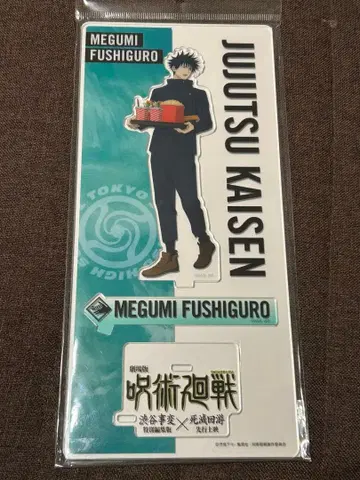 MEGUMI
FUSHIGURO
JUJUTSU KAISEN
TOKYO
HIGH
MEGUMI FUSHIGURO
劇場版
呪術廻戦
渋谷事変 × 死滅回游
特別編集版 先行上映